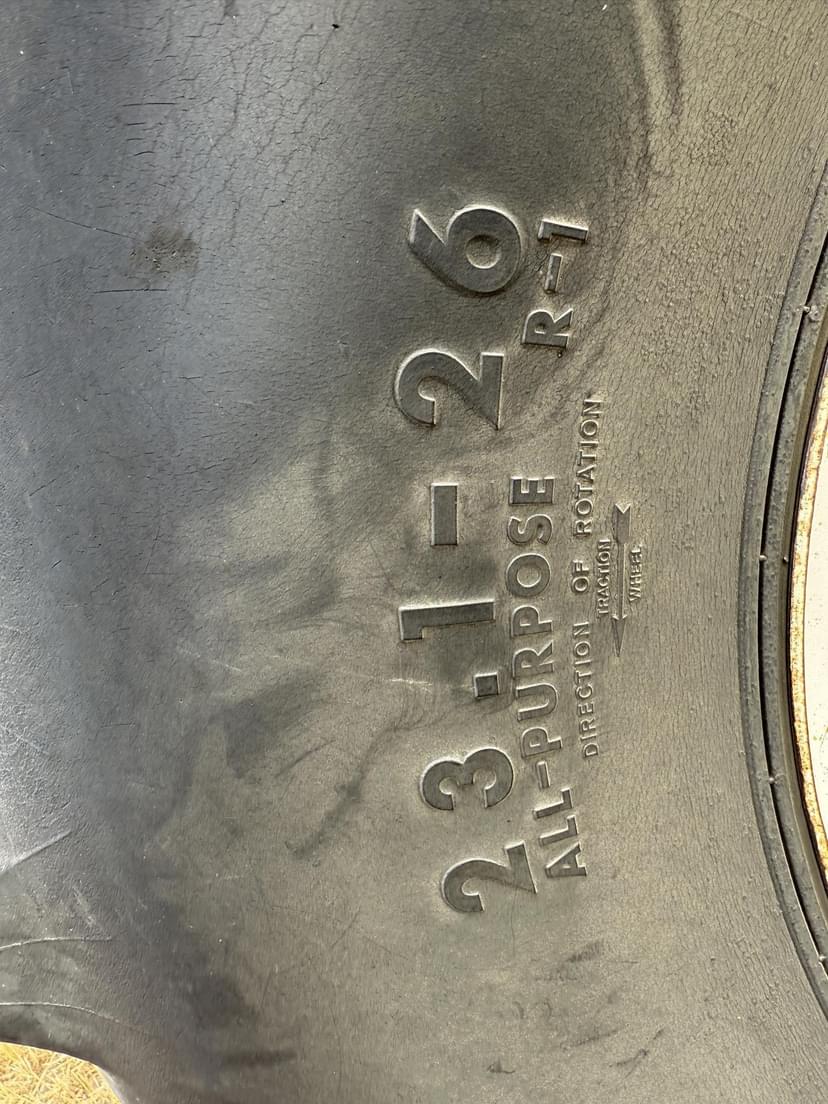 23.1-26
ALL-PURPOSE R-1
DIRECTION OF ROTATION
TRACTION
WHEEL